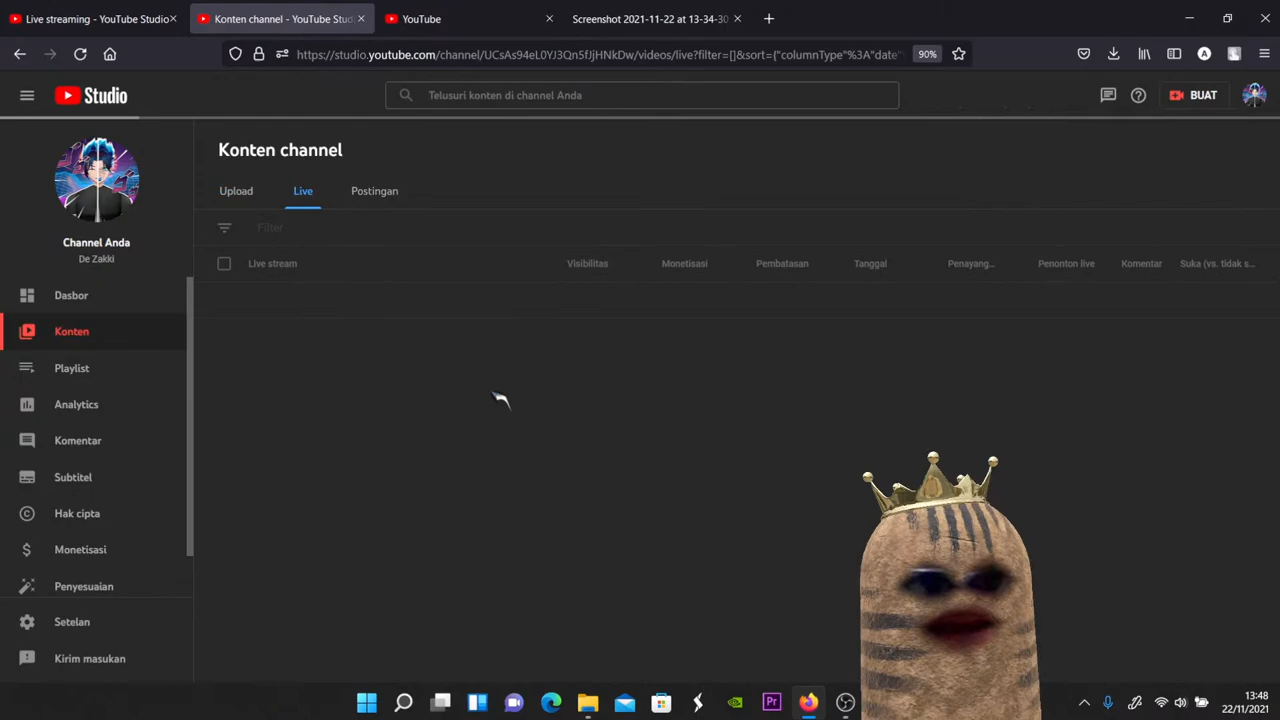 Live streaming - YouTube Studio
Konten channel - YouTube Studi
YouTube
Screenshot 2021-11-22 at 13-34-30
https://studio.youtube.com/channel/UCsAs94eL0YJ3Qn5fJjHNkDw/videos/live?filter=[]&sort={"columnType"%3A"date"
90%
A
Studio
Telusuri konten di channel Anda
BUAT
Channel Anda
De Zakki
Dasbor
Konten
Playlist
Analytics
Komentar
Subtitel
Hak cipta
Monetisasi
Penyesuaian
Setelan
Kirim masukan
Konten channel
Upload Live Postingan
Filter
Live stream Visibilitas Monetisasi Pembatasan Tanggal Penayang... Penonton live Komentar Suka (vs. tidak s...
Pr
13:48
22/11/2021